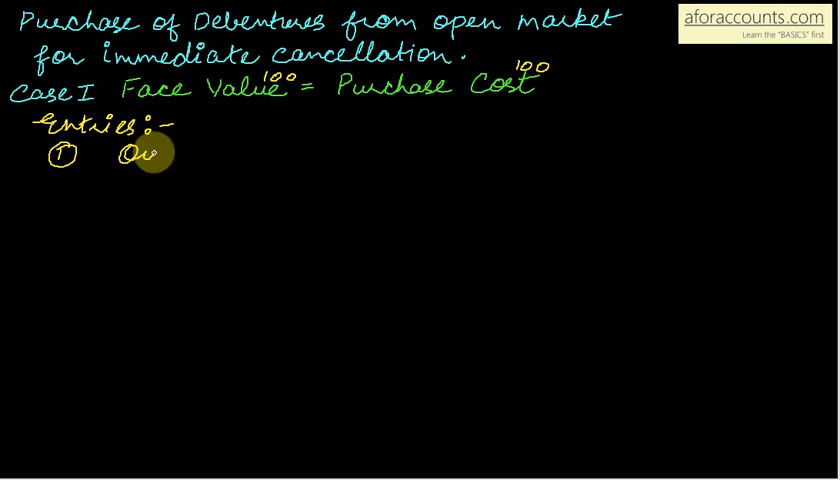 Purchase of Debentures from open market
for immediate cancellation.
Case I Face Value 100 = Purchase Cost 100
Entries:-
① Ow
aforaccounts.com
Learn the "BASICS" first